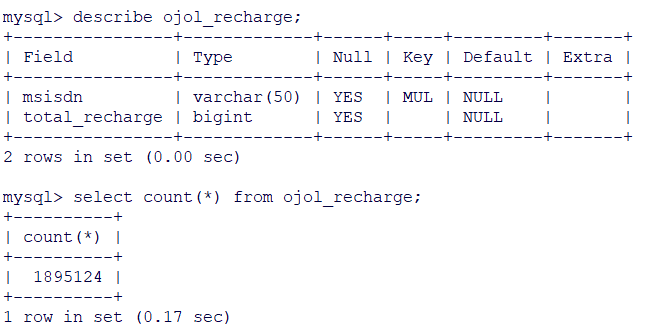 mysql> describe ojol_recharge;
+----------------+-------------+------+-----+---------+-------+
| Field          | Type        | Null | Key | Default | Extra |
+----------------+-------------+------+-----+---------+-------+
| msisdn         | varchar(50) | YES  | MUL | NULL    |       |
| total_recharge | bigint      | YES  |     | NULL    |       |
+----------------+-------------+------+-----+---------+-------+
2 rows in set (0.00 sec)

mysql> select count(*) from ojol_recharge;
+----------+
| count(*) |
+----------+
|  1895124 |
+----------+
1 row in set (0.17 sec)